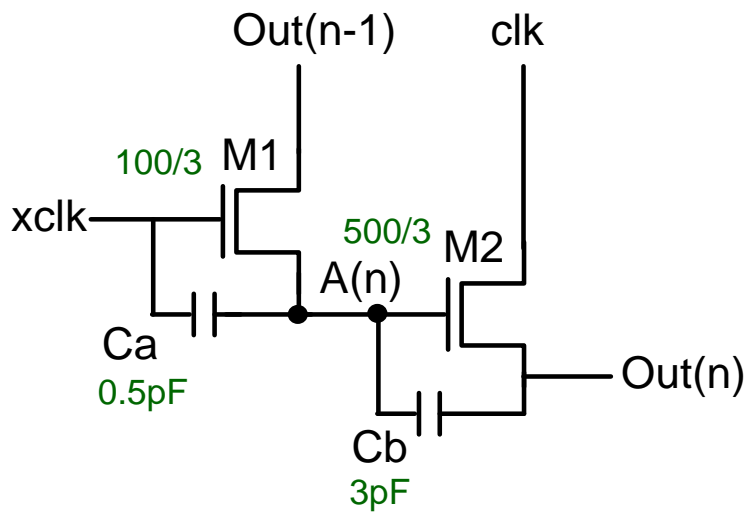 Out(n-1)
clk
100/3
M1
xclk
500/3
M2
A(n)
Ca
0.5pF
Out(n)
Cb
3pF